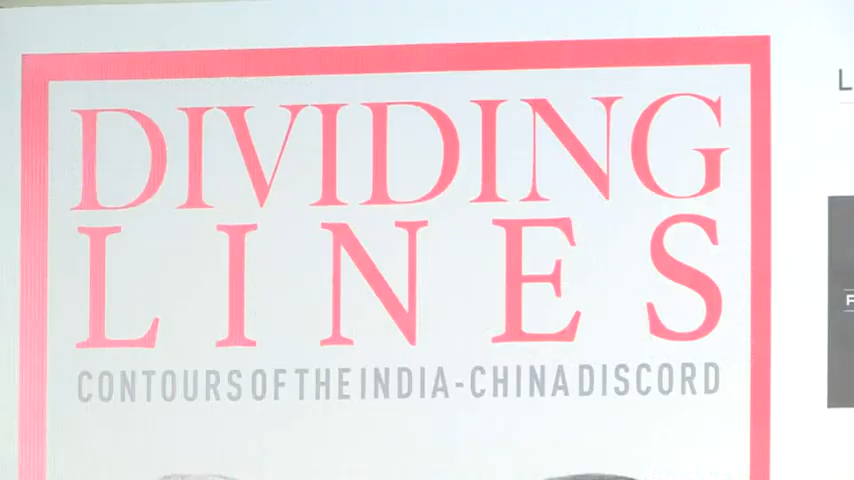 DIVIDING
LINES
CONTOURS OF THE INDIA-CHINA DISCORD